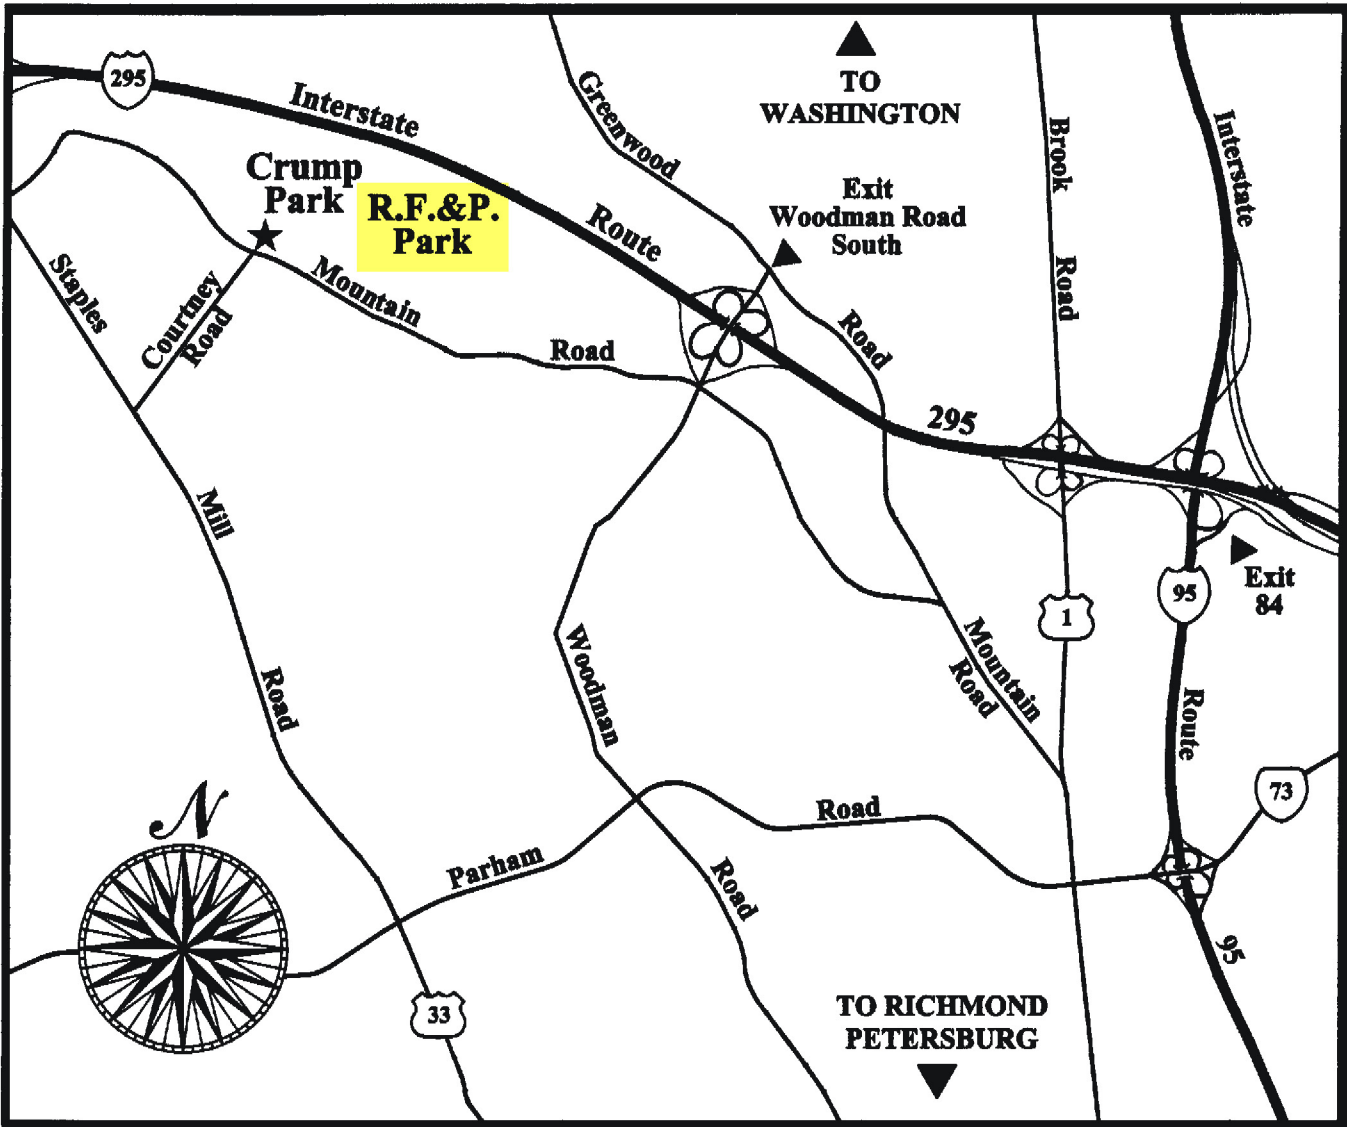 295
Interstate
Route
295
Greenwood
Road
TO
WASHINGTON
Brook
Road
Interstate
Route
95
Crump
Park
R.F.&P.
Park
Exit
Woodman Road
South
Staples
Mill
Road
Courtney
Road
Mountain
Road
Exit
84
95
1
Mountain
Road
Woodman
Road
73
Parham
Road
33
N
TO RICHMOND
PETERSBURG